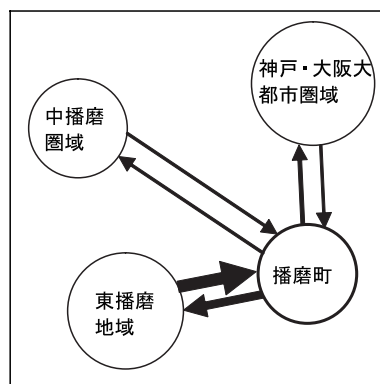 神戸・大阪大
都市圏域
中播磨
圏域
播磨町
東播磨
地域